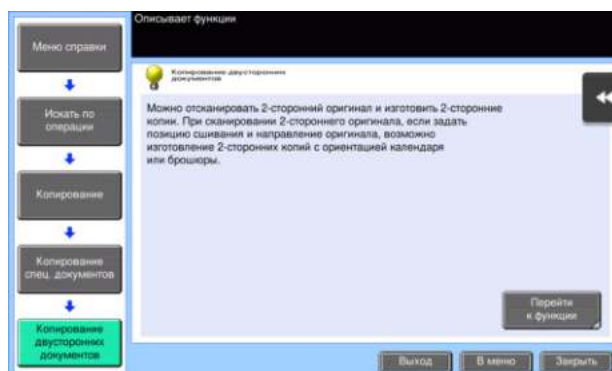 Описывает функции
Меню справки
Искать по
операции
Копирование
Копирование
спец. документов
Копирование
двусторонних
документов
Копирование двусторонних
документов
Можно отсканировать 2-сторонний оригинал и изготовить 2-сторонние
копии. При сканировании 2-стороннего оригинала, если задать
позицию сшивания и направление оригинала, возможно
изготовление 2-сторонних копий с ориентацией календаря
или брошюры.
Перейти
к функции
Выход
В меню
Закрыть